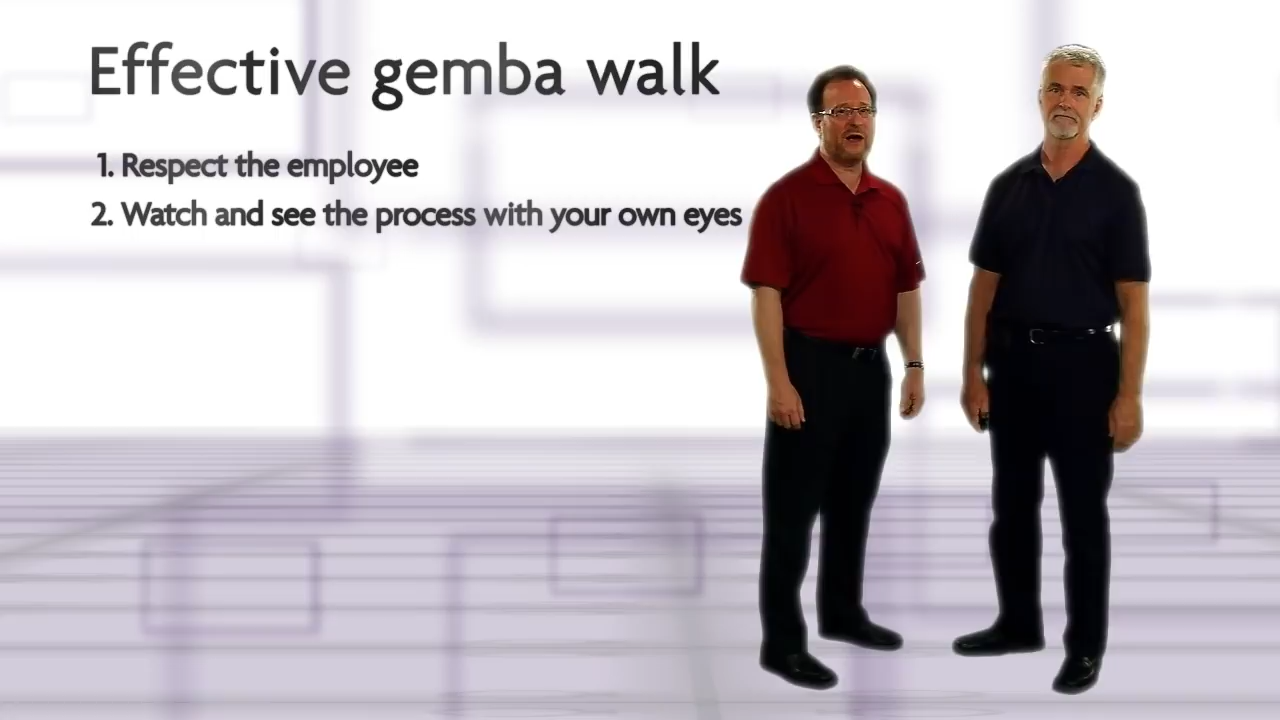 Effective gemba walk
1. Respect the employee
2. Watch and see the process with your own eyes